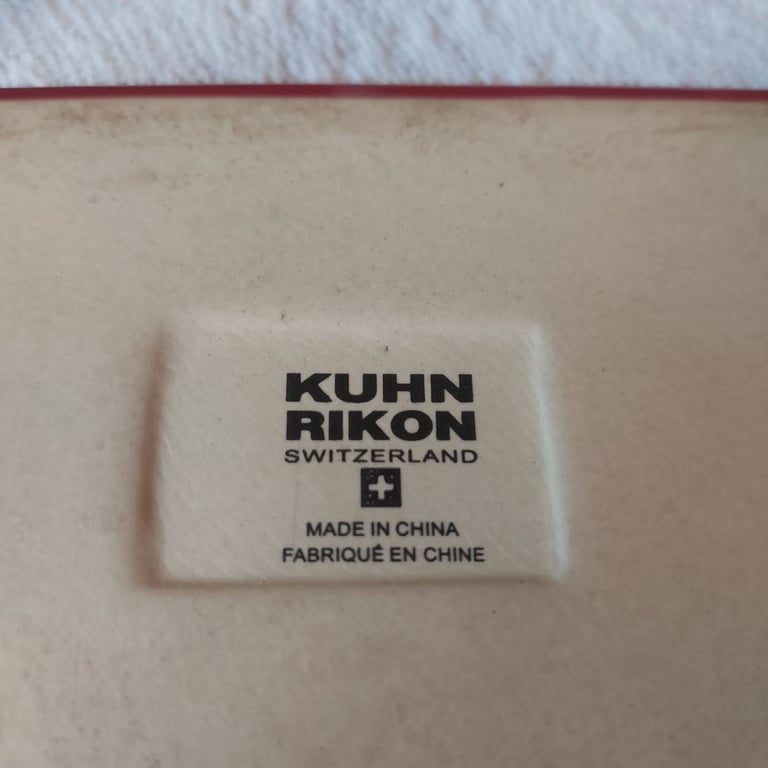 KUHN
RIKON
SWITZERLAND
MADE IN CHINA
FABRIQUÉ EN CHINE